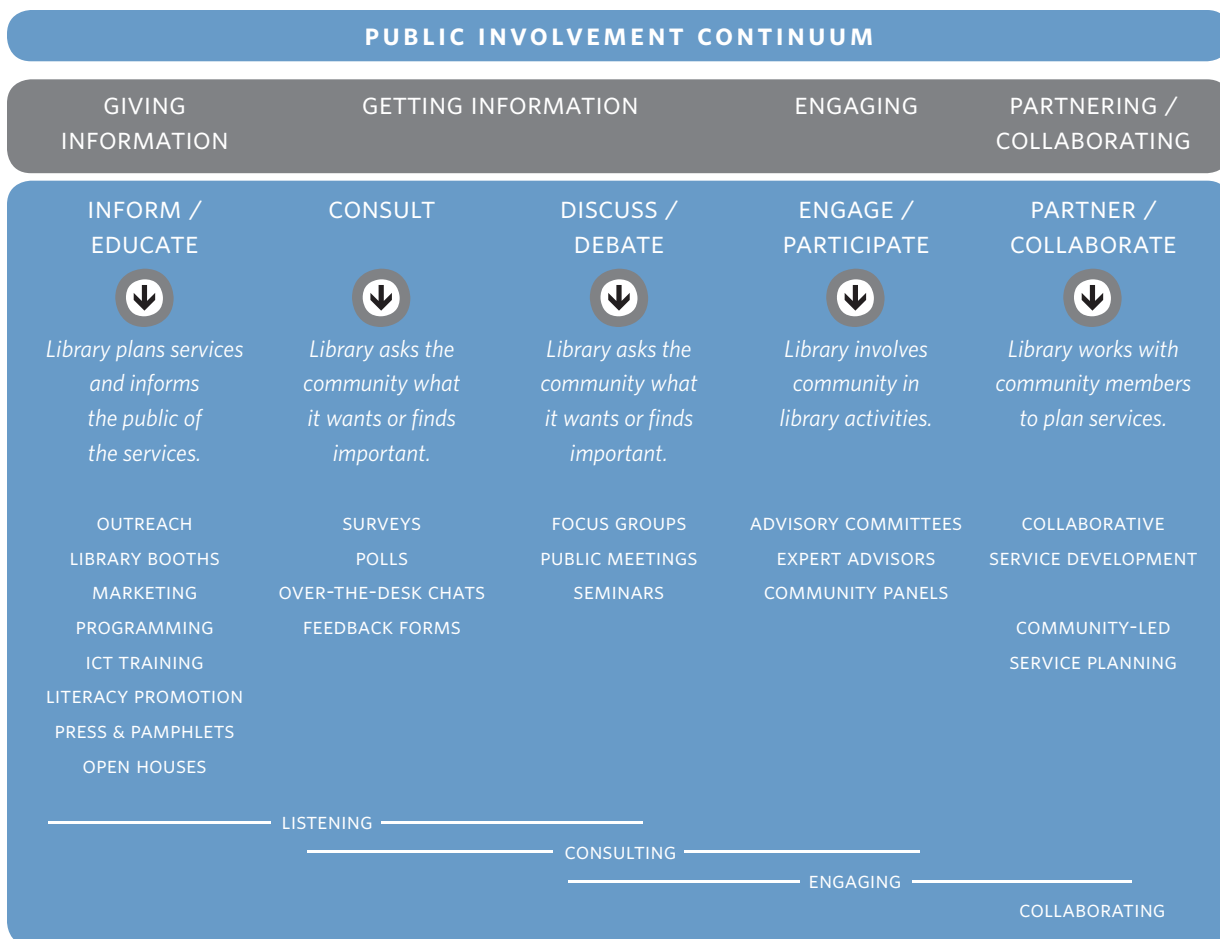 PUBLIC INVOLVEMENT CONTINUUM
GIVING
INFORMATION
GETTING INFORMATION
ENGAGING
PARTNERING /
COLLABORATING
INFORM /
EDUCATE
Library plans services
and informs
the public of
the services.
OUTREACH
LIBRARY BOOTHS
MARKETING
PROGRAMMING
ICT TRAINING
LITERACY PROMOTION
PRESS & PAMPHLETS
OPEN HOUSES
CONSULT
Library asks the
community what
it wants or finds
important.
SURVEYS
POLLS
OVER-THE-DESK CHATS
FEEDBACK FORMS
DISCUSS /
DEBATE
Library asks the
community what
it wants or finds
important.
FOCUS GROUPS
PUBLIC MEETINGS
SEMINARS
ENGAGE /
PARTICIPATE
Library involves
community in
library activities.
ADVISORY COMMITTEES
EXPERT ADVISORS
COMMUNITY PANELS
PARTNER /
COLLABORATE
Library works with
community members
to plan services.
COLLABORATIVE
SERVICE DEVELOPMENT
COMMUNITY-LED
SERVICE PLANNING
LISTENING
CONSULTING
ENGAGING
COLLABORATING